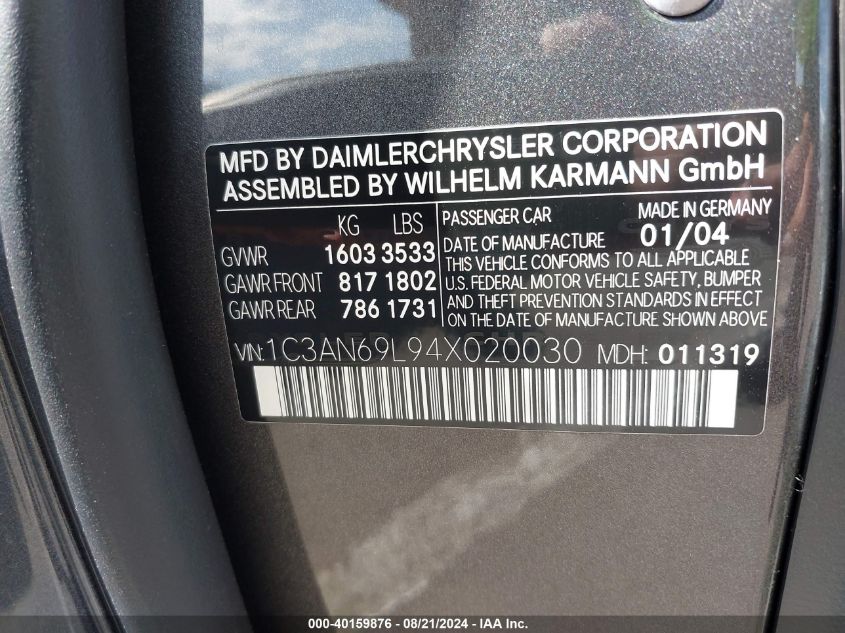 MFD BY DAIMLERCHRYSLER CORPORATION
ASSEMBLED BY WILHELM KARMANN GmbH
KG LBS
GVWR 1603 3533
GAWR FRONT 817 1802
GAWR REAR 786 1731
PASSENGER CAR MADE IN GERMANY
DATE OF MANUFACTURE 01/04
THIS VEHICLE CONFORMS TO ALL APPLICABLE
U.S. FEDERAL MOTOR VEHICLE SAFETY, BUMPER
AND THEFT PREVENTION STANDARDS IN EFFECT
ON THE DATE OF MANUFACTURE SHOWN ABOVE
VIN: 1C3AN69L94X020030 MDH: 011319
000-40159876 / 08/21/2024 - IAAI.com